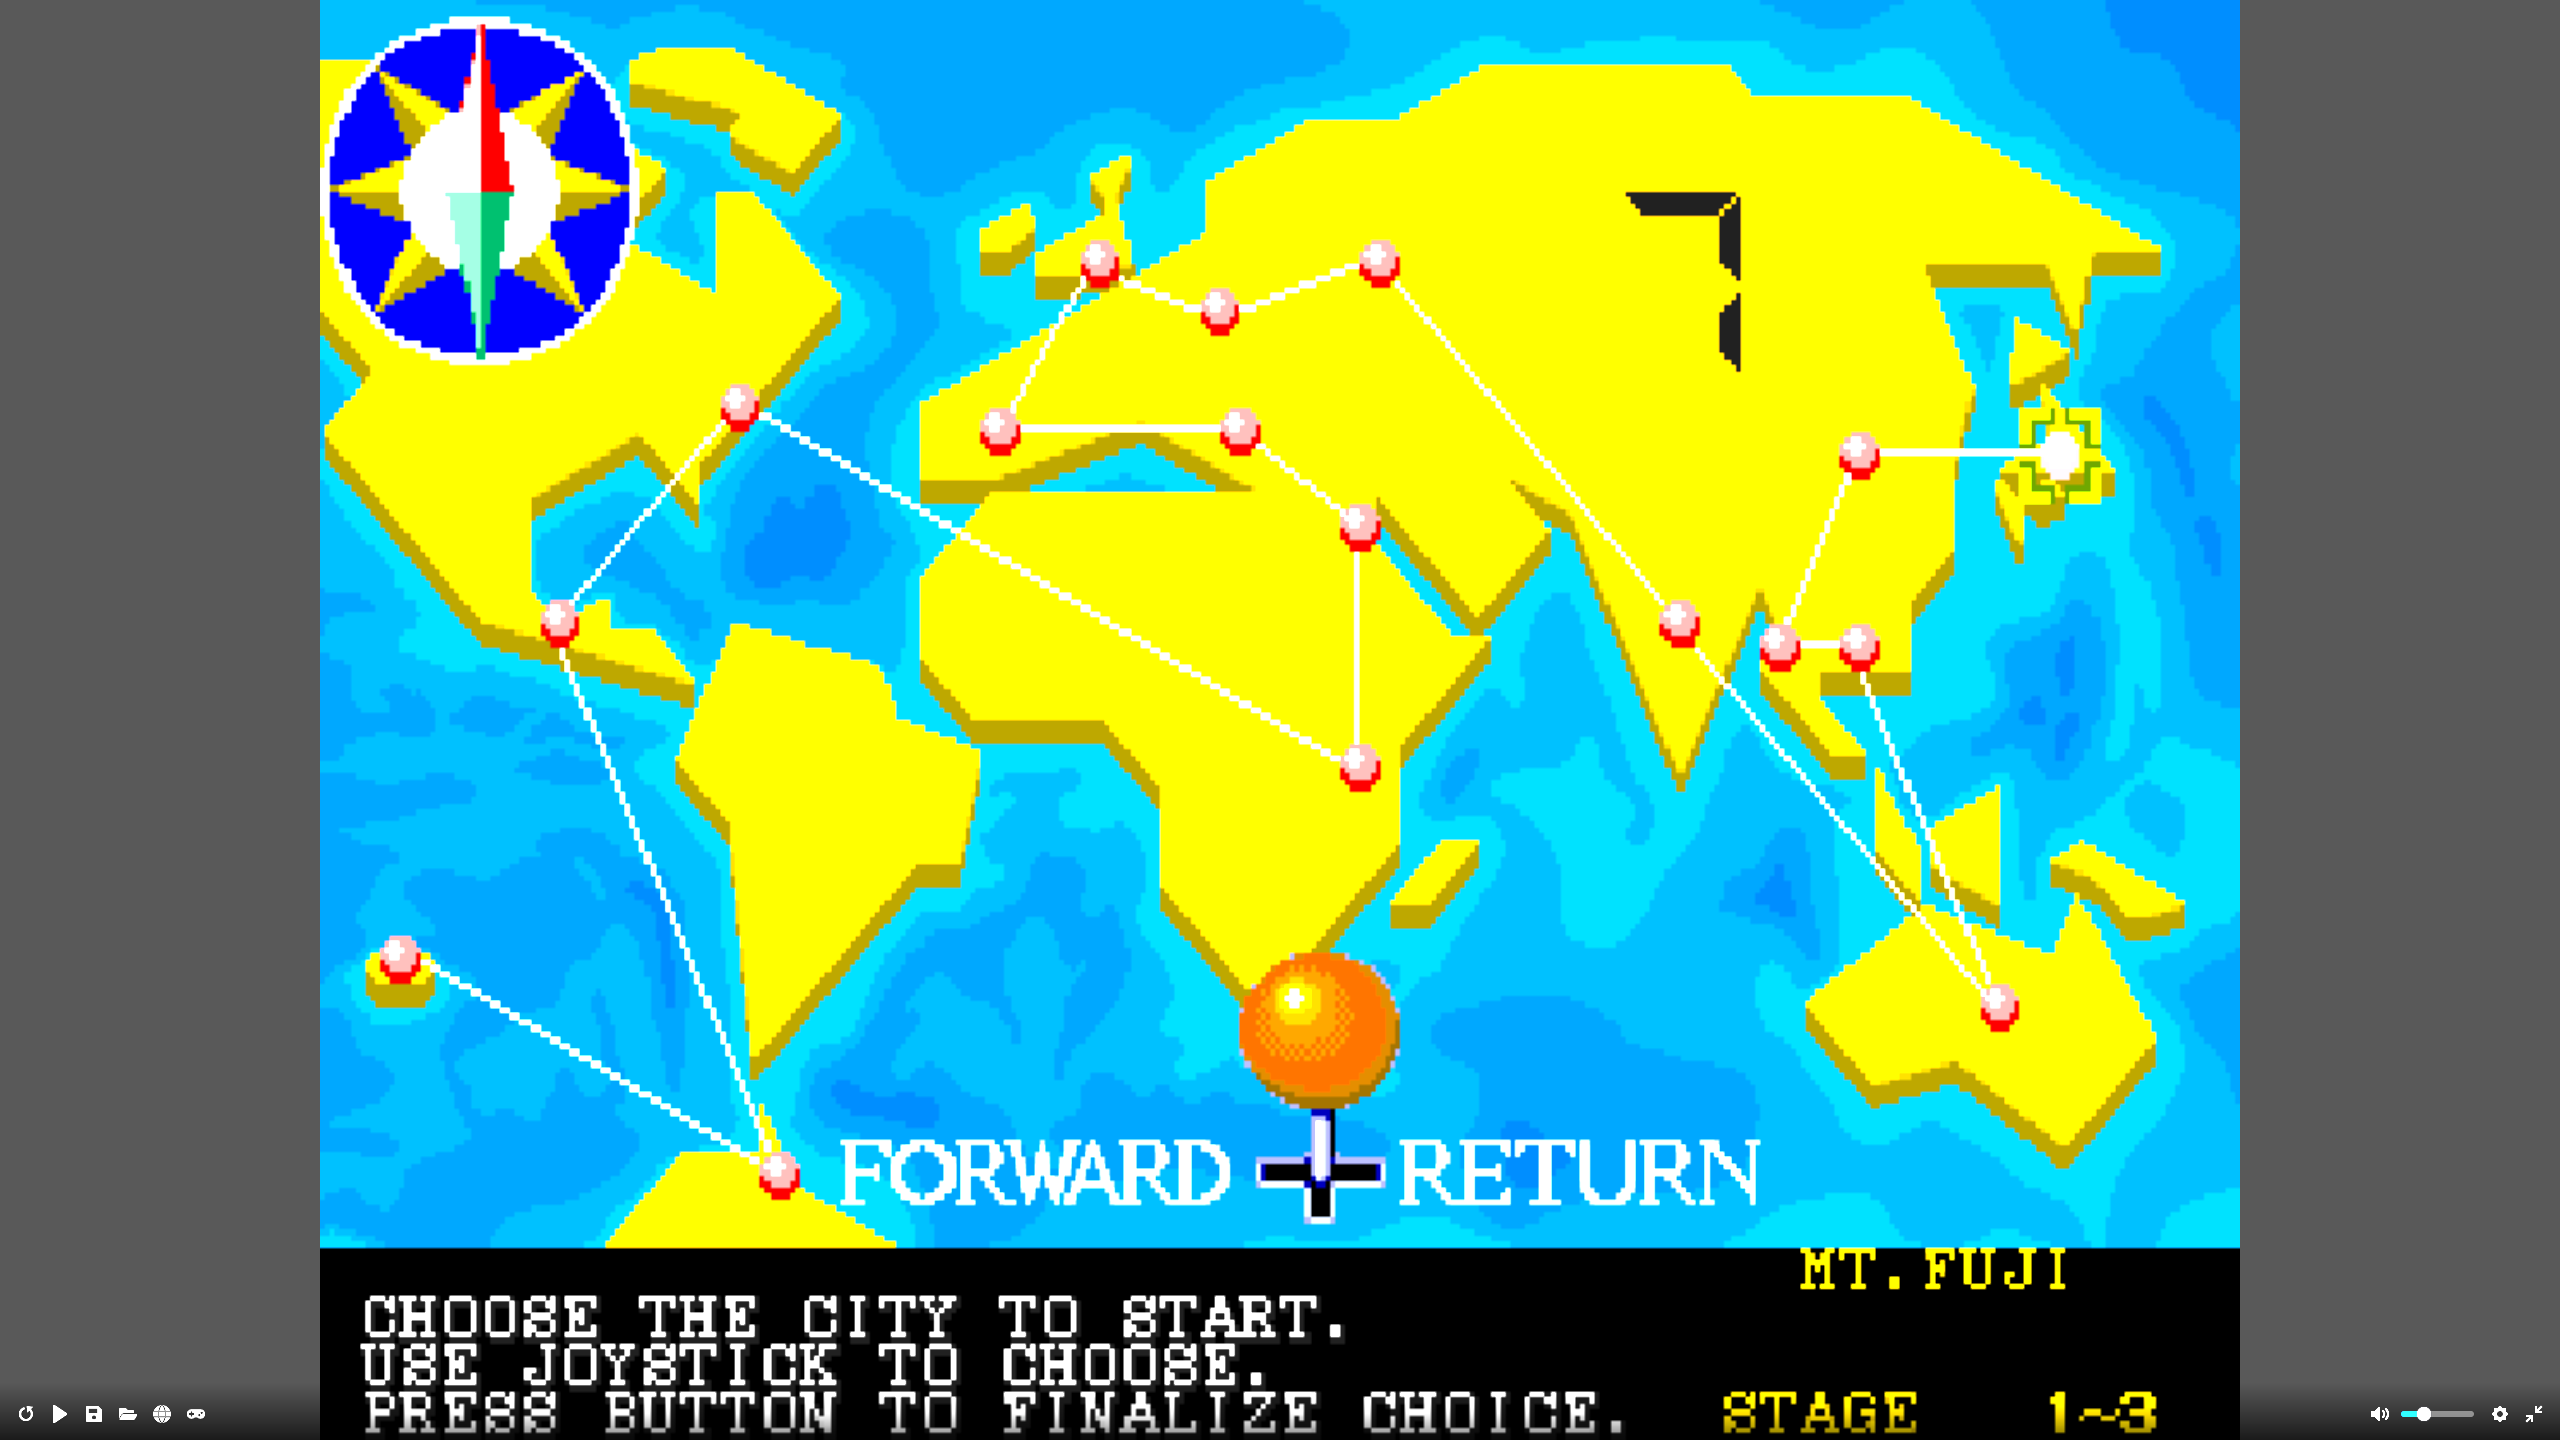 7
FORWARD RETURN
MT.FUJI
CHOOSE THE CITY TO START.
USE JOYSTICK TO CHOOSE.
PRESS BUTTON TO FINALIZE CHOICE. STAGE 1~3